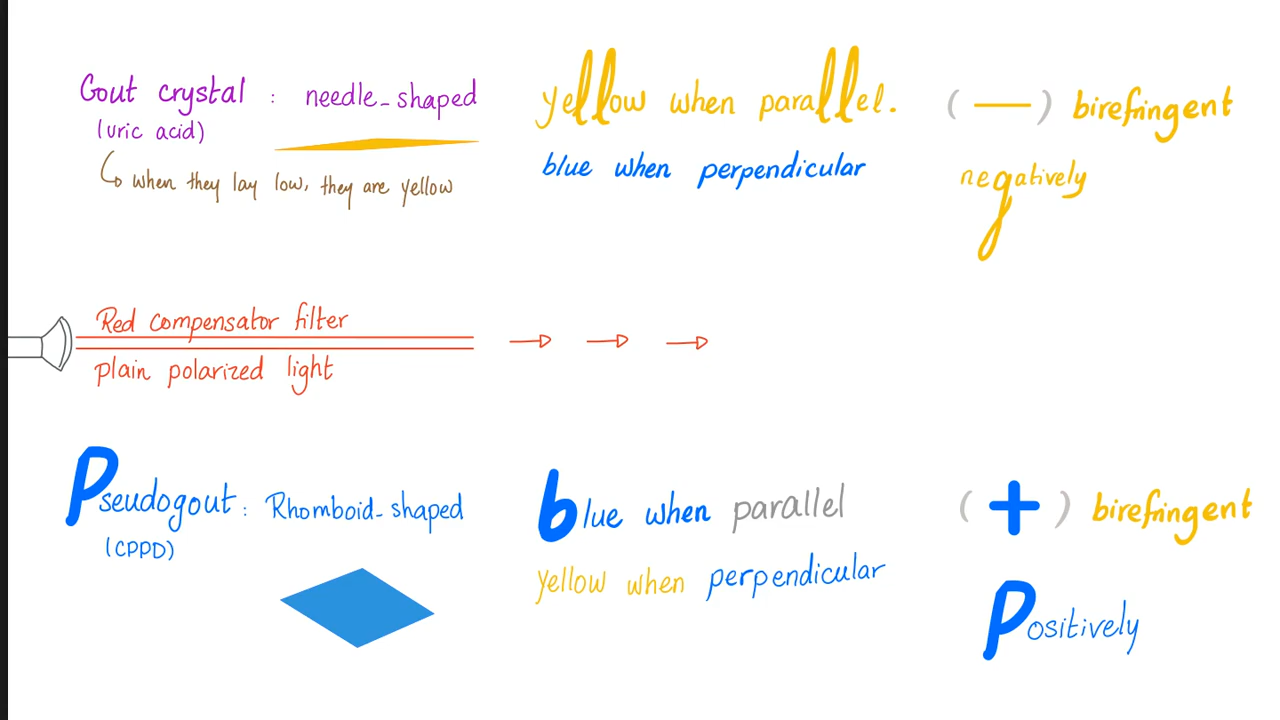 Gout crystal : needle-shaped
(uric acid)
when they lay low, they are yellow
yellow when parallel.
blue when perpendicular
( — ) birefringent
negatively
Red compensator filter
plain polarized light
Pseudogout : Rhomboid-shaped
(CPPD)
blue when parallel
yellow when perpendicular
( + ) birefringent
Positively